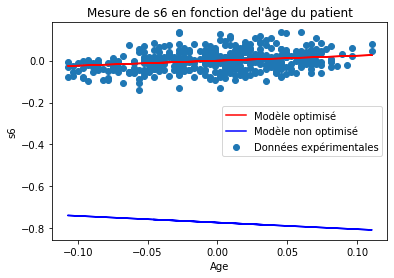 Mesure de s6 en fonction del'âge du patient
0.0
−0.2
−0.4
−0.6
−0.8
s6
Modèle optimisé
Modèle non optimisé
Données expérimentales
−0.10
−0.05
0.00
0.05
0.10
Age